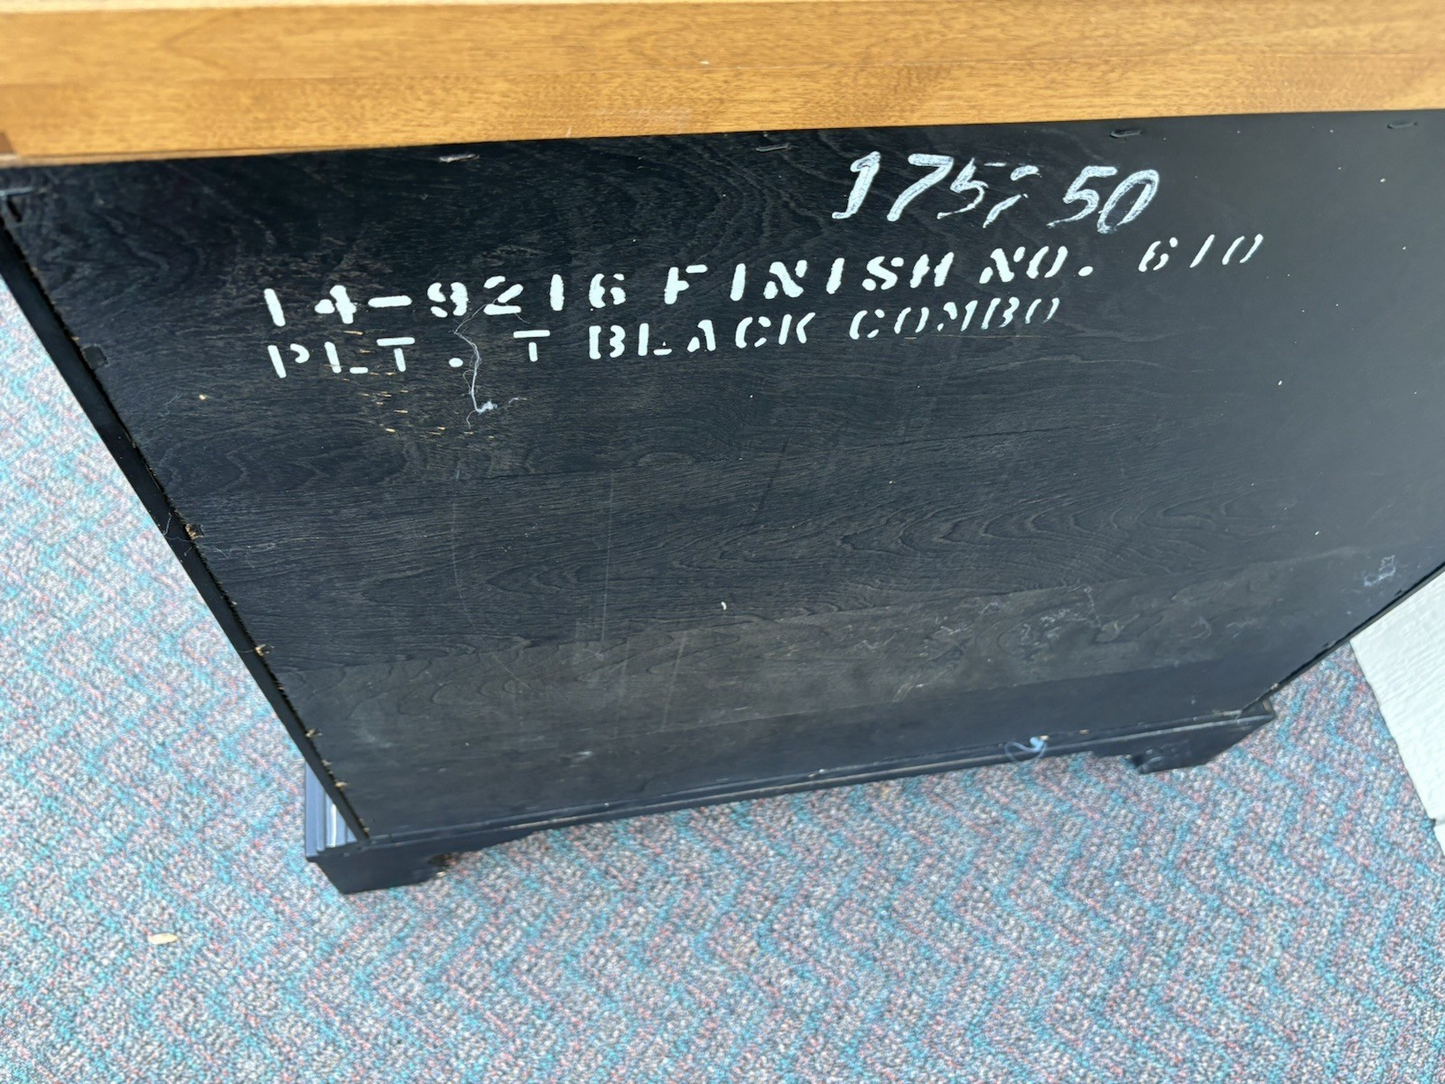 175.50
14-9216 FINISH NO. 610
PLT. T BLACK COMBO